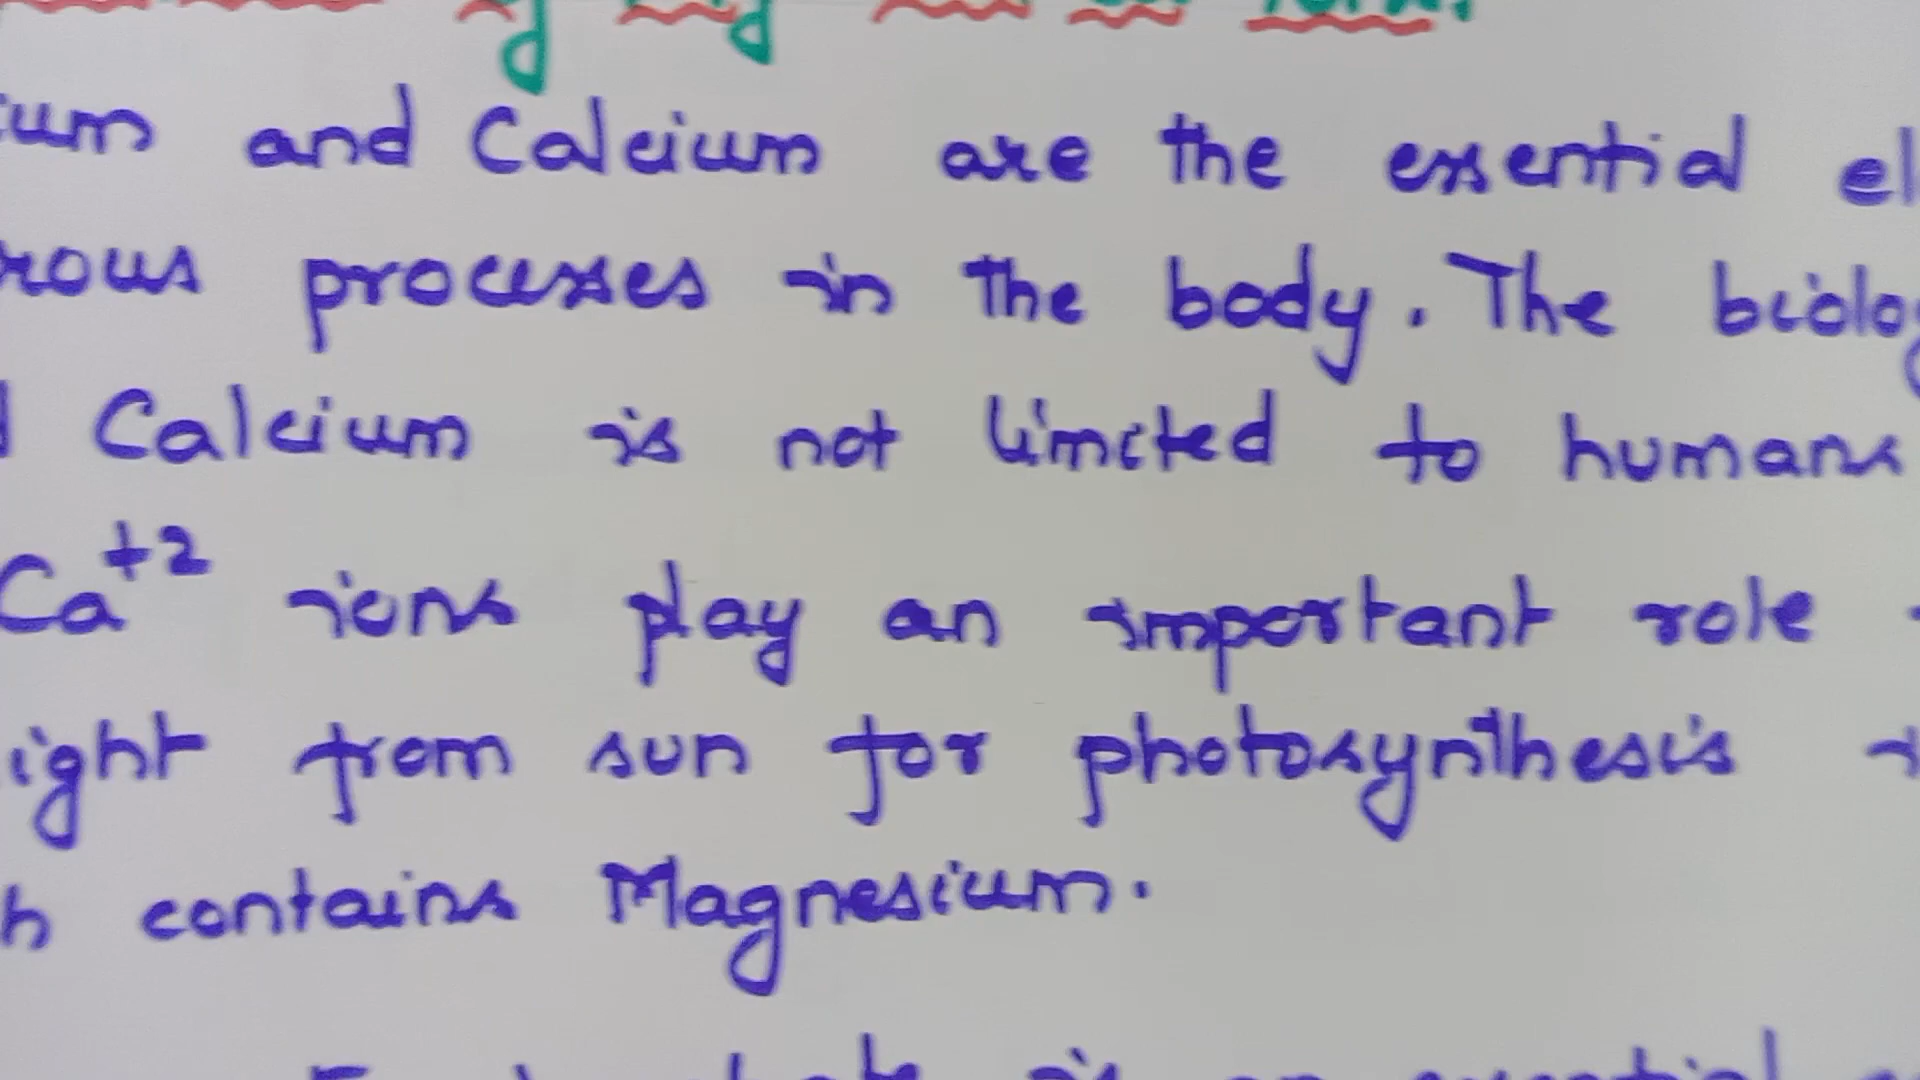 and Calcium are the essential el
rous processes in the body. The biolo
Calcium is not limited to humans
Ca+2 ions play an important role
ight from sun for photosynthesis
h contains Magnesium.